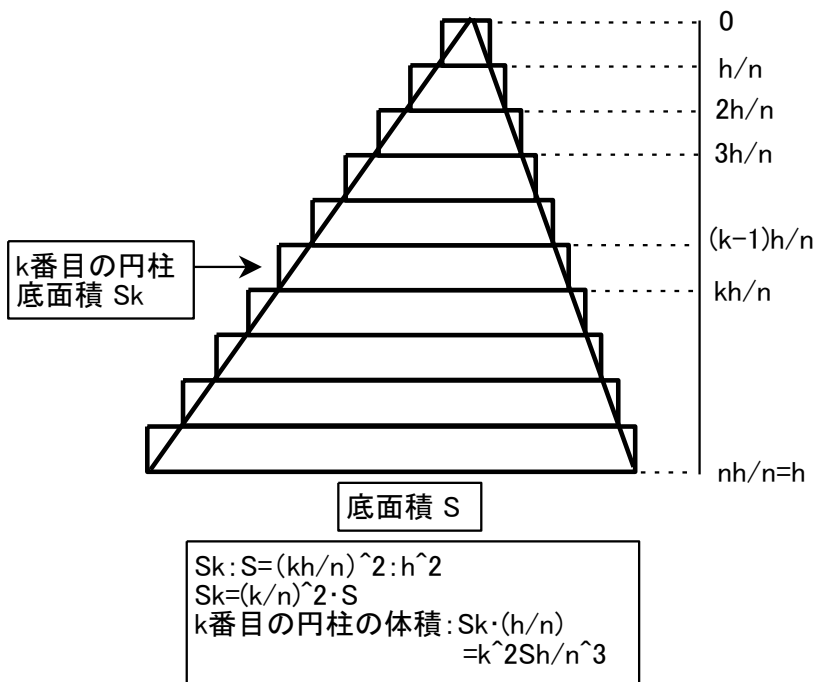 0
h/n
2h/n
3h/n
(k-1)h/n
k番目の円柱
底面積 Sk
kh/n
nh/n=h
底面積 S
Sk:S=(kh/n)^2:h^2
Sk=(k/n)^2･S
k番目の円柱の体積:Sk･(h/n)
=k^2Sh/n^3